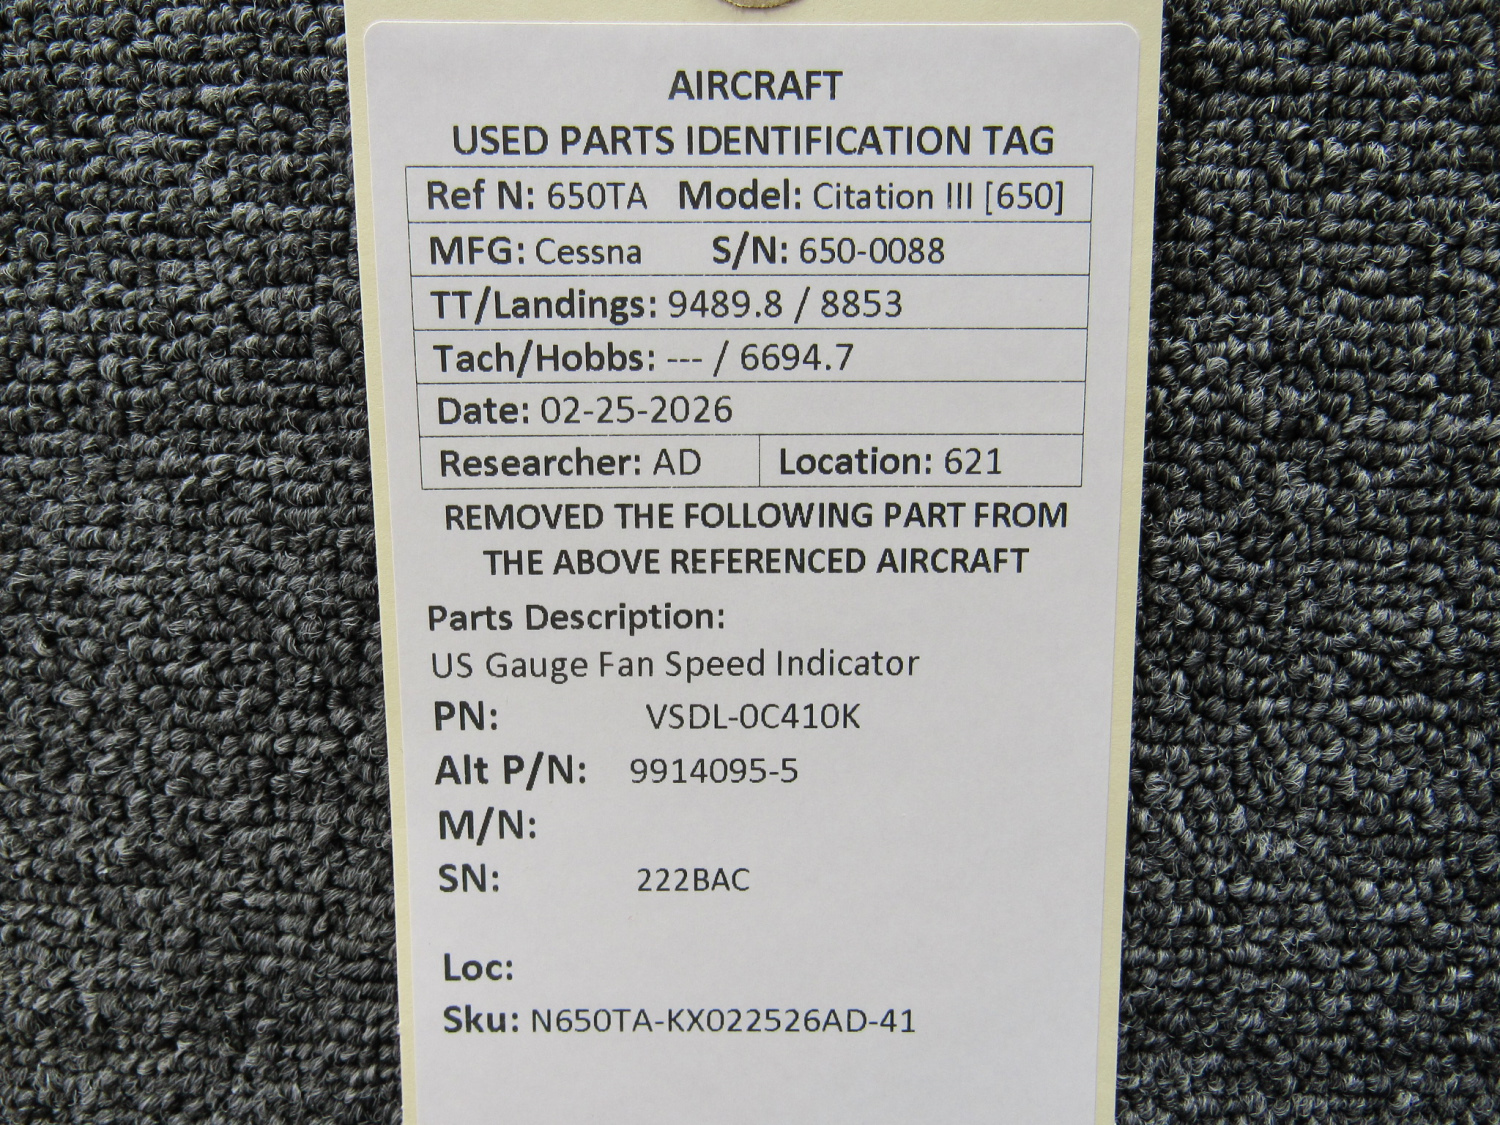 AIRCRAFT
USED PARTS IDENTIFICATION TAG
Ref N: 650TA Model: Citation III [650]
MFG: Cessna S/N: 650-0088
TT/Landings: 9489.8 / 8853
Tach/Hobbs: --- / 6694.7
Date: 02-25-2026
Researcher: AD Location: 621
REMOVED THE FOLLOWING PART FROM
THE ABOVE REFERENCED AIRCRAFT
Parts Description:
US Gauge Fan Speed Indicator
PN: VSDL-0C410K
Alt P/N: 9914095-5
M/N:
SN: 222BAC
Loc:
Sku: N650TA-KX022526AD-41